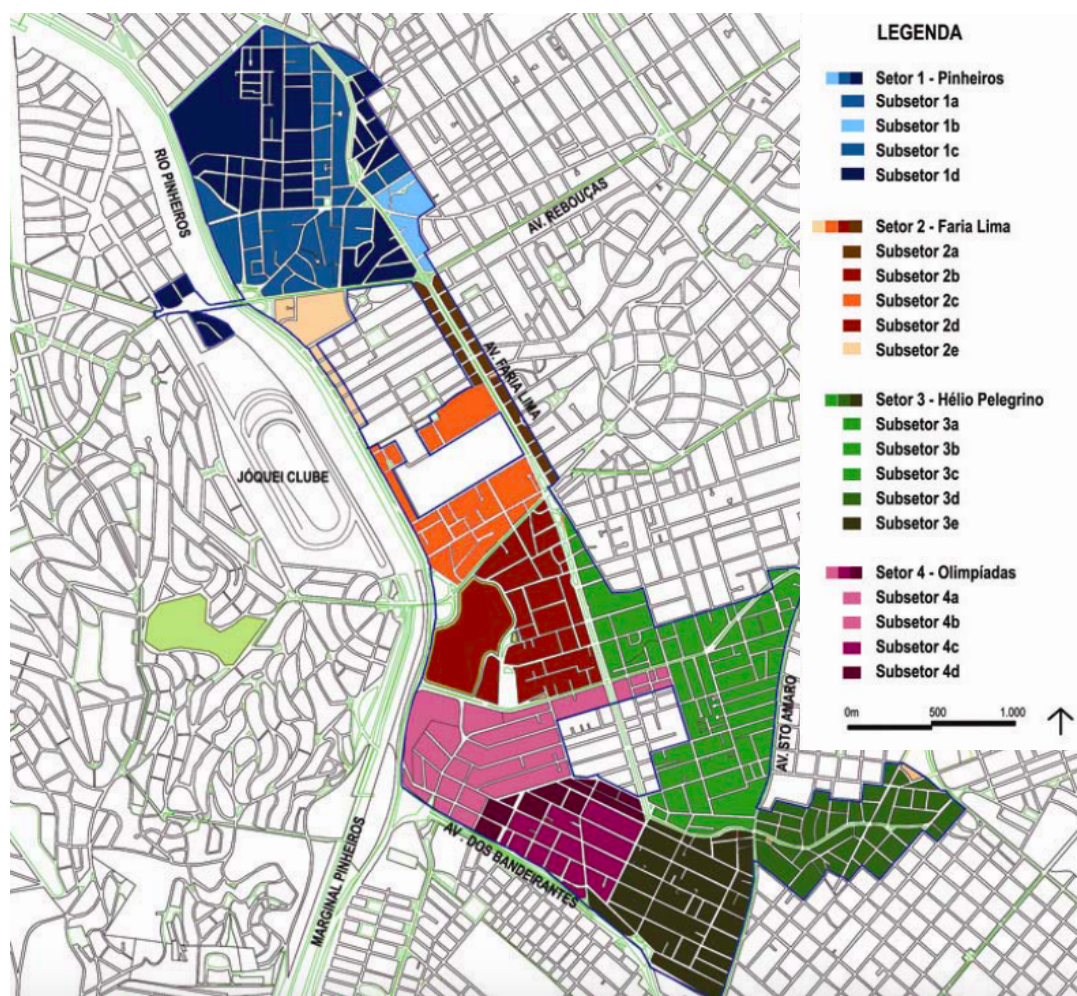 LEGENDA
Setor 1 - Pinheiros
Subsetor 1a
Subsetor 1b
Subsetor 1c
Subsetor 1d
Setor 2 - Faria Lima
Subsetor 2a
Subsetor 2b
Subsetor 2c
Subsetor 2d
Subsetor 2e
Setor 3 - Hélio Pelegrino
Subsetor 3a
Subsetor 3b
Subsetor 3c
Subsetor 3d
Subsetor 3e
Setor 4 - Olimpíadas
Subsetor 4a
Subsetor 4b
Subsetor 4c
Subsetor 4d
0m 500 1.000
RIO PINHEIROS
AV. REBOUÇAS
AV. FARIA LIMA
JÓQUEI CLUBE
AV. STO AMARO
AV. DOS BANDEIRANTES
MARGINAL PINHEIROS